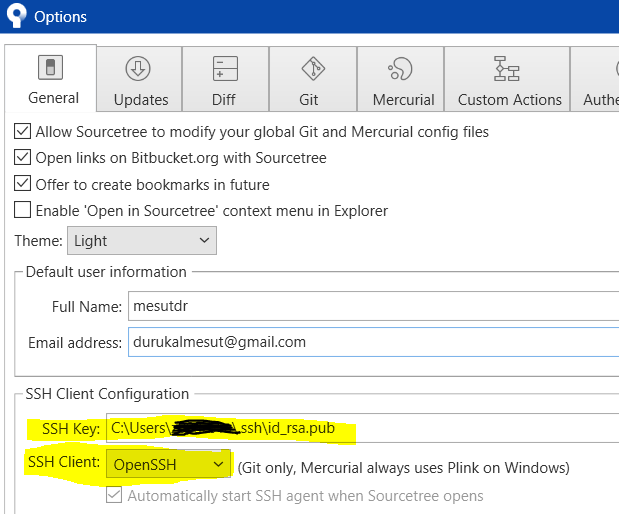 Options
General Updates Diff Git Mercurial Custom Actions Authe
Allow Sourcetree to modify your global Git and Mercurial config files
Open links on Bitbucket.org with Sourcetree
Offer to create bookmarks in future
Enable 'Open in Sourcetree' context menu in Explorer
Theme: Light
Default user information
Full Name: mesutdr
Email address: durukalmesut@gmail.com
SSH Client Configuration
SSH Key: C:\Users\ \.ssh\id_rsa.pub
SSH Client: OpenSSH (Git only, Mercurial always uses Plink on Windows)
Automatically start SSH agent when Sourcetree opens